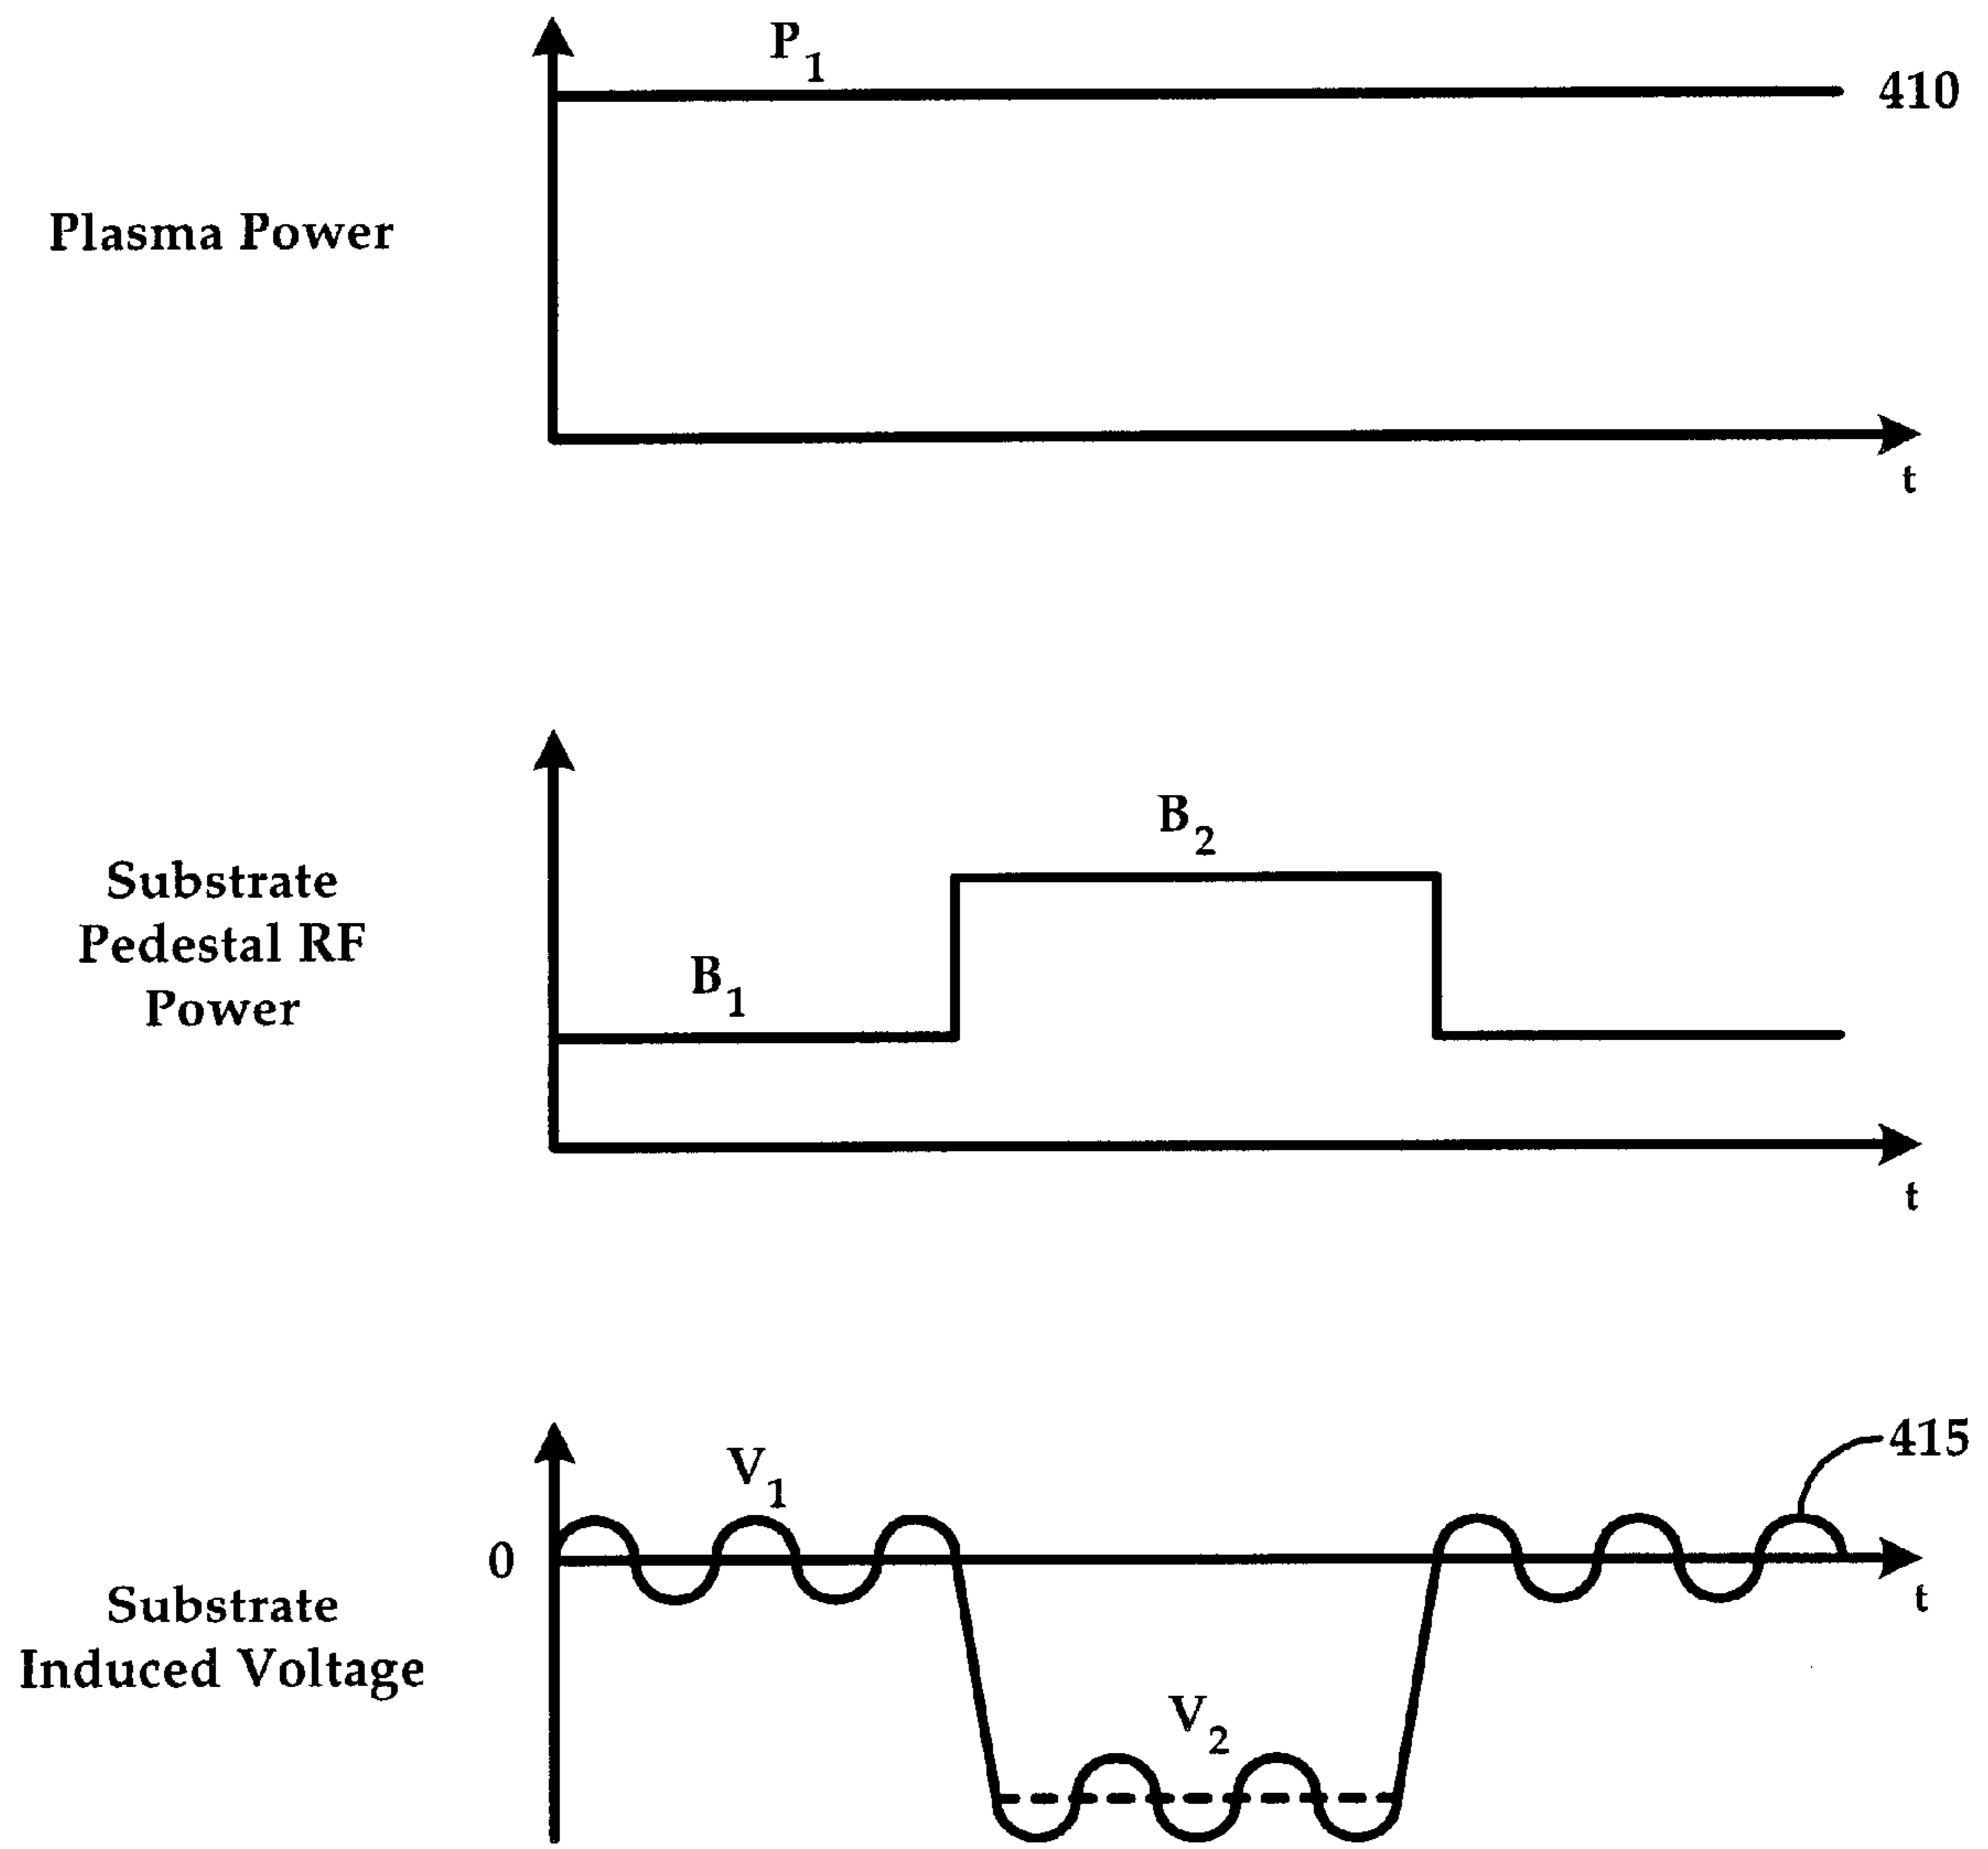 P1
410
Plasma Power
t
B2
Substrate
Pedestal RF
Power
B1
t
415
V1
0
t
Substrate
Induced Voltage
V2